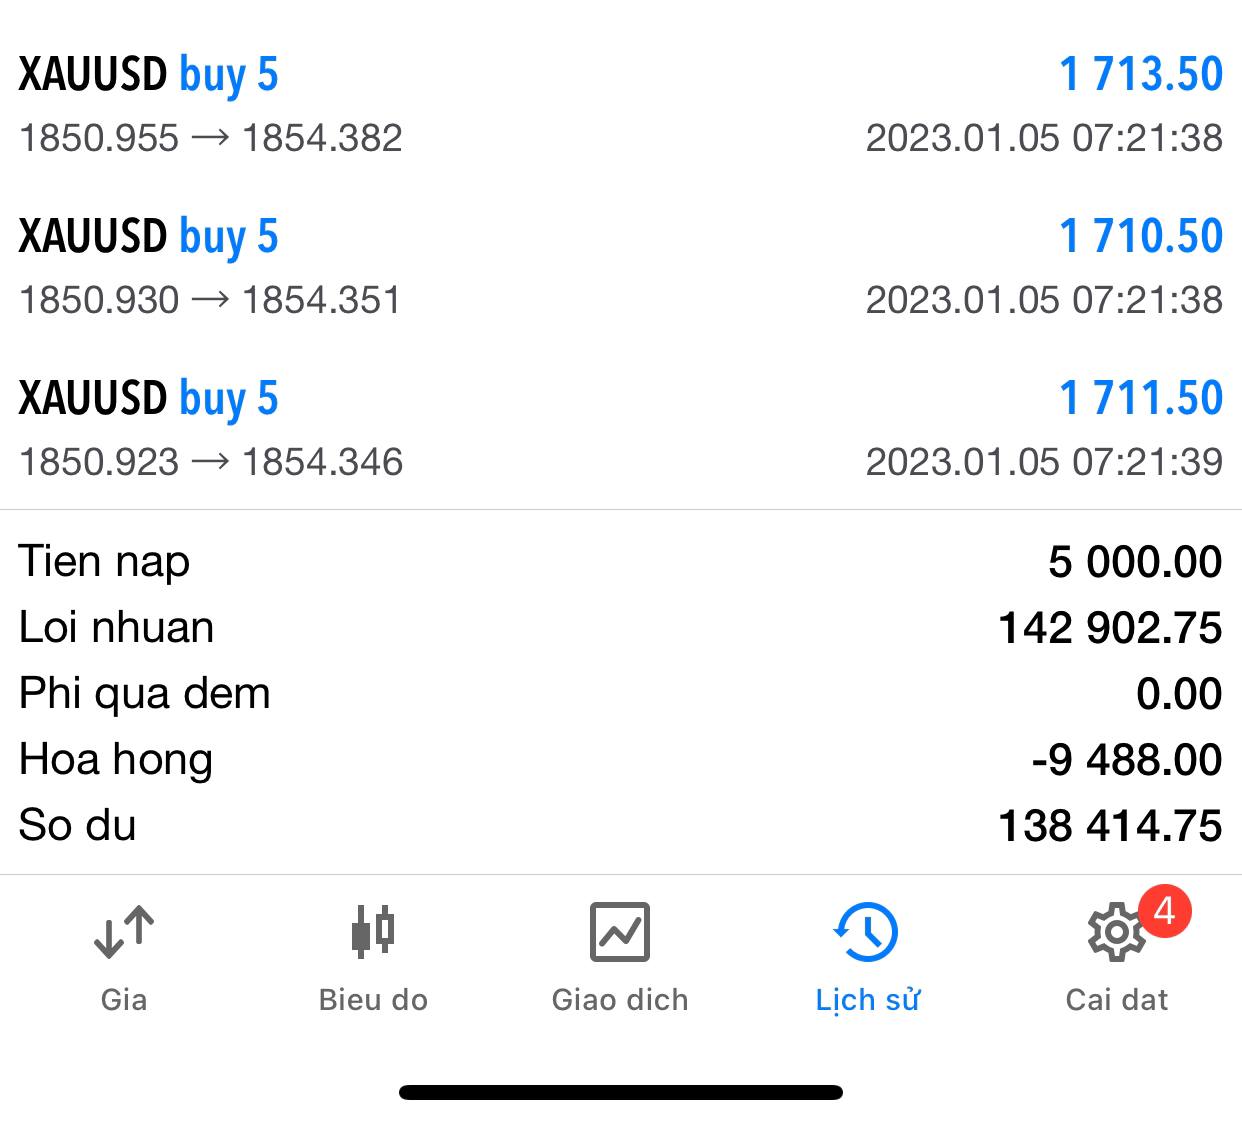 XAUUSD buy 5 1 713.50
1850.955 → 1854.382 2023.01.05 07:21:38
XAUUSD buy 5 1 710.50
1850.930 → 1854.351 2023.01.05 07:21:38
XAUUSD buy 5 1 711.50
1850.923 → 1854.346 2023.01.05 07:21:39
Tien nap 5 000.00
Loi nhuan 142 902.75
Phi qua dem 0.00
Hoa hong -9 488.00
So du 138 414.75
4
Gia Bieu do Giao dich Lịch sử Cai dat